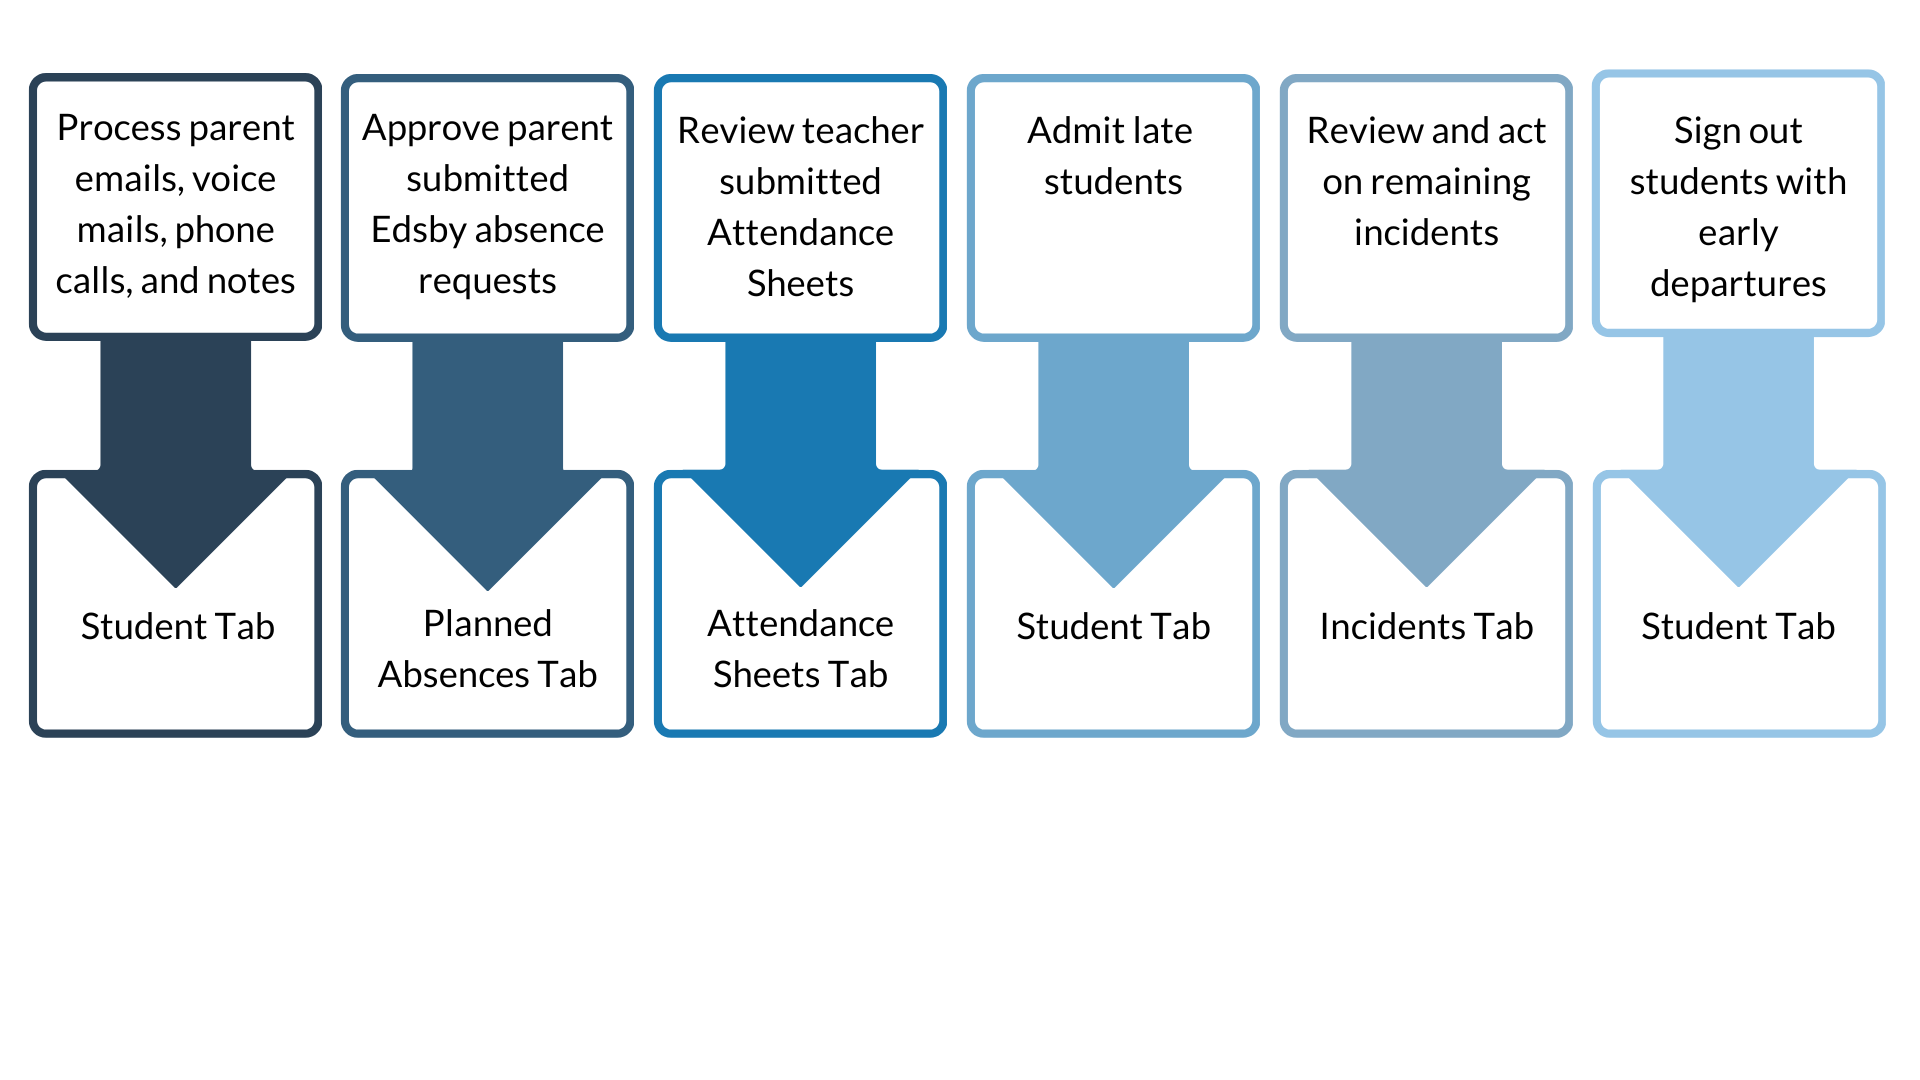 Process parent
emails, voice
mails, phone
calls, and notes
Approve parent
submitted
Edsby absence
requests
Review teacher
submitted
Attendance
Sheets
Admit late
students
Review and act
on remaining
incidents
Sign out
students with
early
departures
Student Tab
Planned
Absences Tab
Attendance
Sheets Tab
Student Tab
Incidents Tab
Student Tab